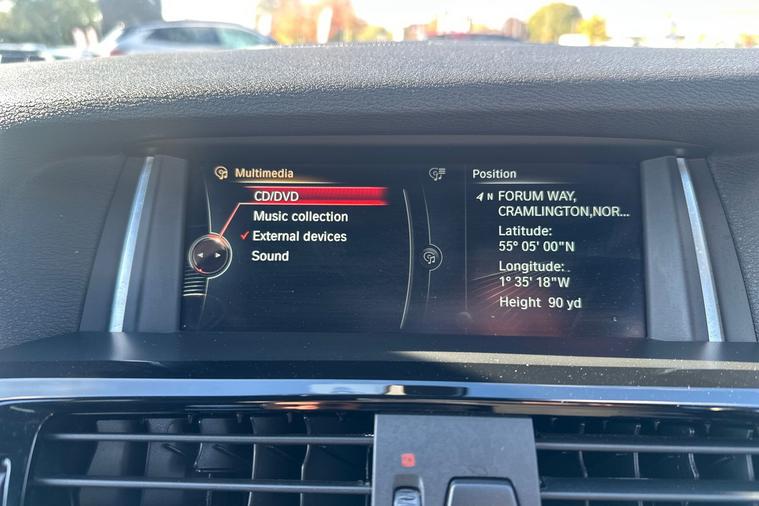 Multimedia
CD/DVD
Music collection
External devices
Sound
Position
N FORUM WAY,
CRAMLINGTON,NOR...
Latitude:
55° 05' 00"N
Longitude:
1° 35' 18"W
Height 90 yd